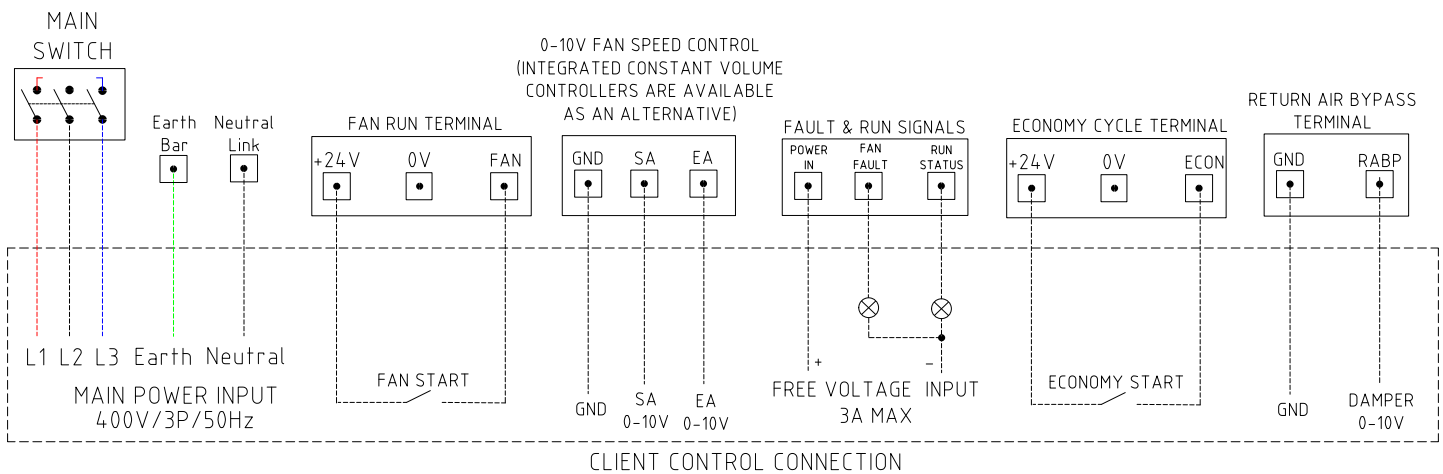 MAIN
SWITCH
Earth
Bar
Neutral
Link
FAN RUN TERMINAL
+24V
0V
FAN
0-10V FAN SPEED CONTROL
(INTEGRATED CONSTANT VOLUME
CONTROLLERS ARE AVAILABLE
AS AN ALTERNATIVE)
GND
SA
EA
FAULT & RUN SIGNALS
POWER
IN
FAN
FAULT
RUN
STATUS
ECONOMY CYCLE TERMINAL
+24V
0V
ECON
RETURN AIR BYPASS
TERMINAL
GND
RABP
L1 L2 L3 Earth Neutral
MAIN POWER INPUT
400V/3P/50Hz
FAN START
GND
SA
0-10V
EA
0-10V
+
-
FREE VOLTAGE INPUT
3A MAX
ECONOMY START
GND
DAMPER
0-10V
CLIENT CONTROL CONNECTION